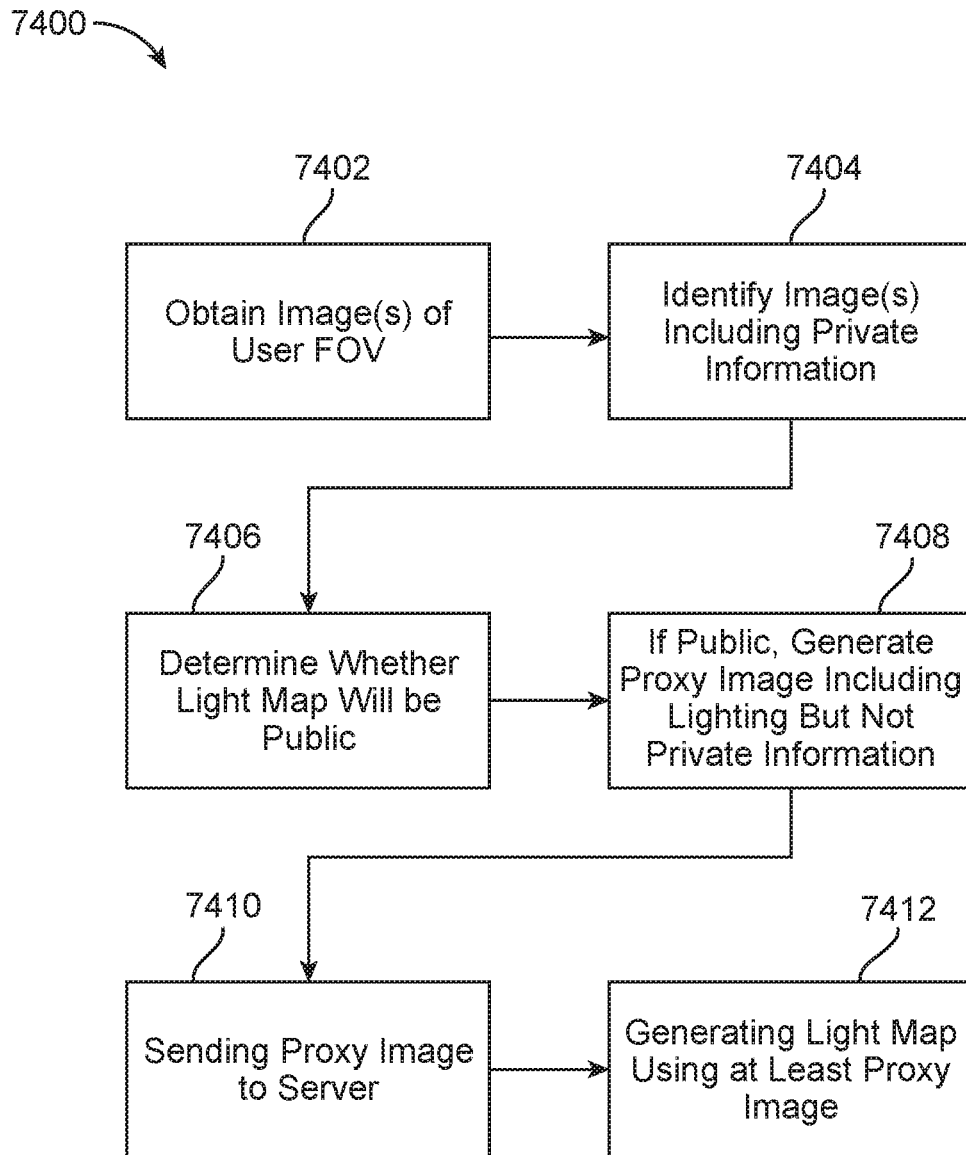 7400
7402
Obtain Image(s) of
User FOV
7404
Identify Image(s)
Including Private
Information
7406
Determine Whether
Light Map Will be
Public
7408
If Public, Generate
Proxy Image Including
Lighting But Not
Private Information
7410
Sending Proxy Image
to Server
7412
Generating Light Map
Using at Least Proxy
Image